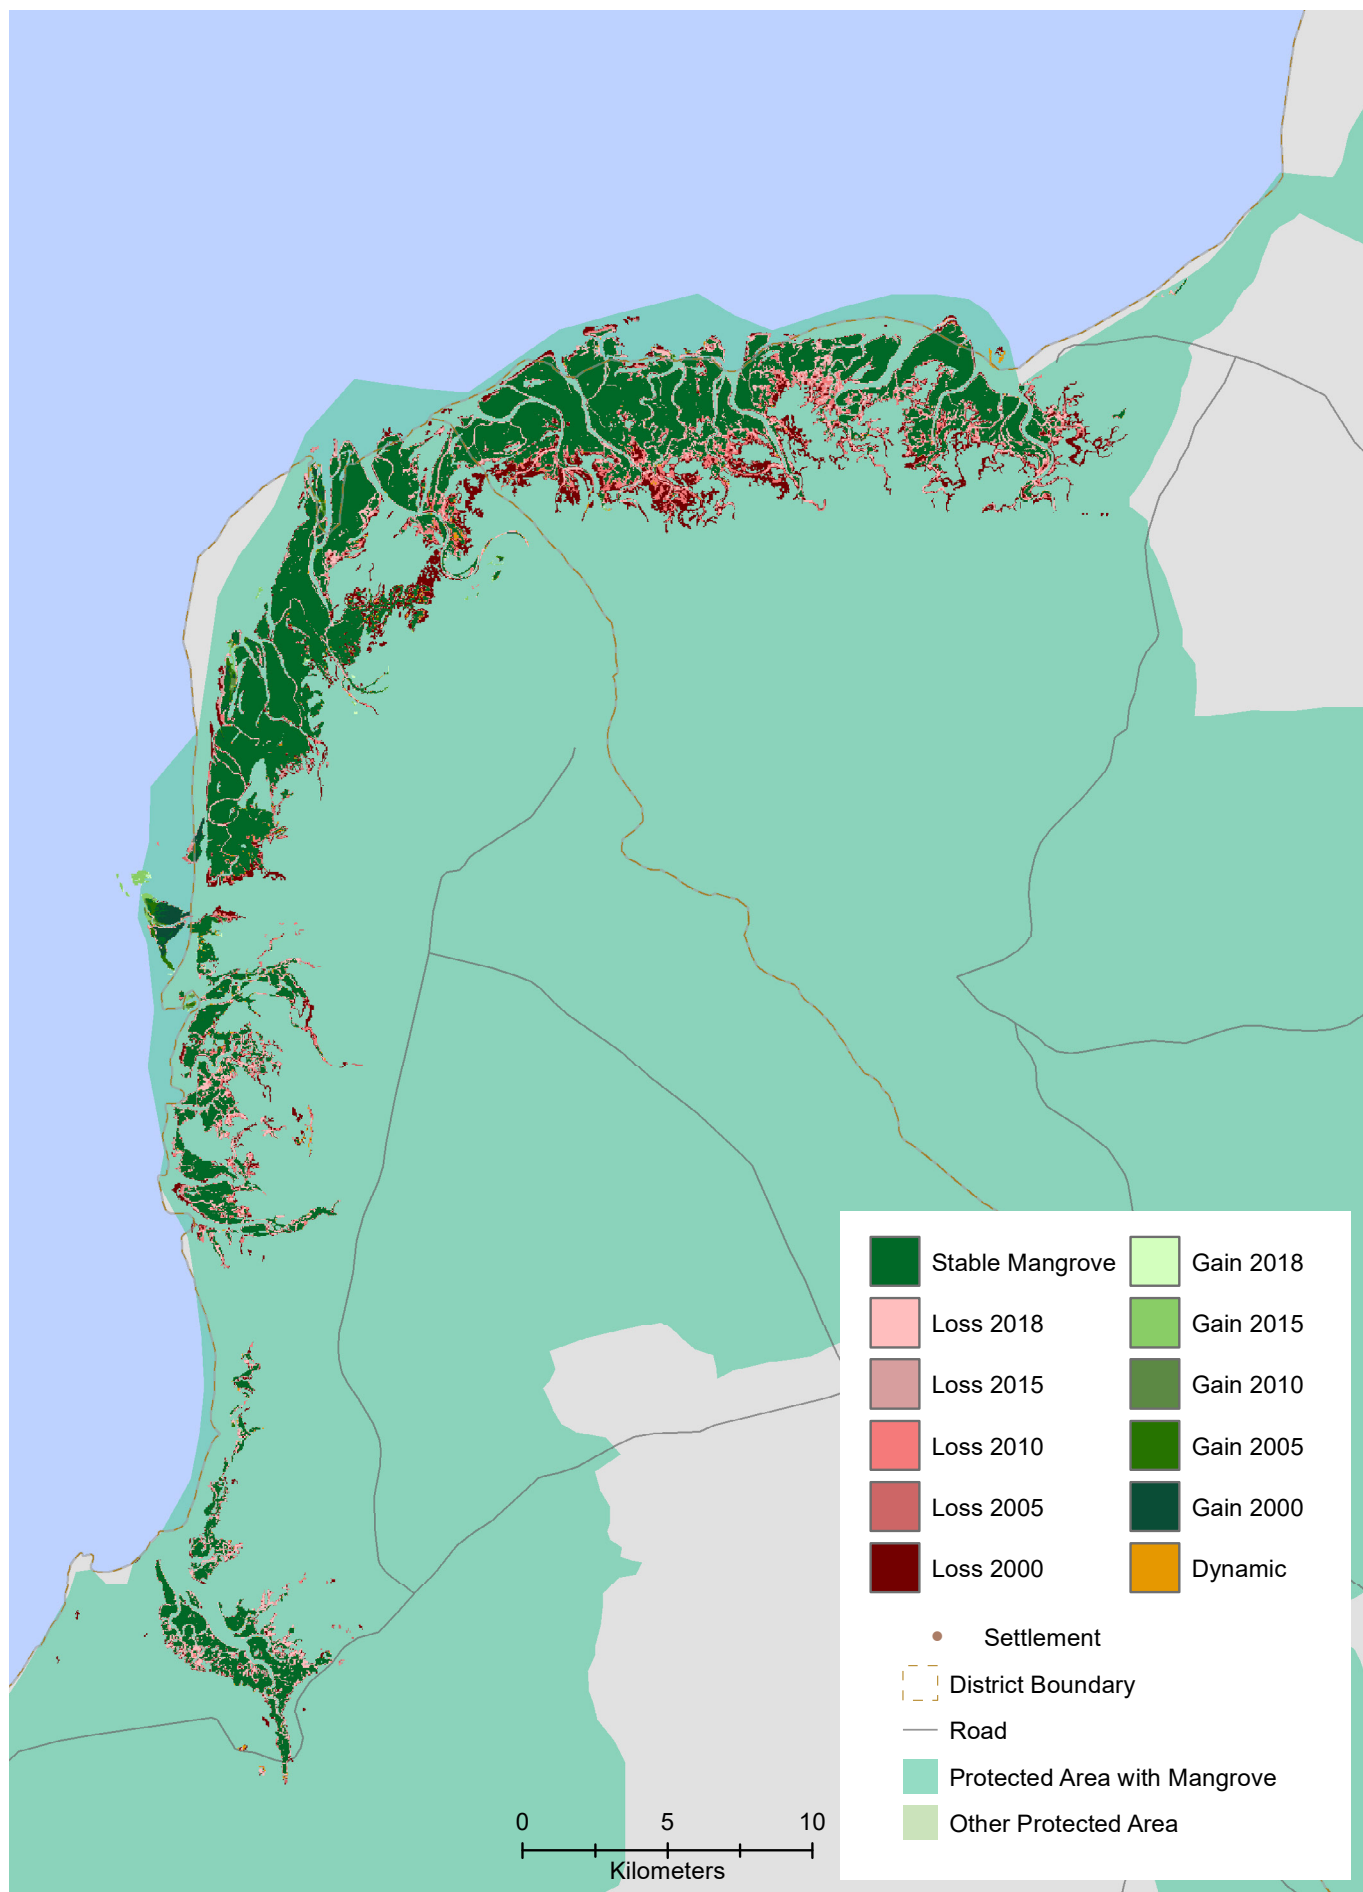 Stable Mangrove
Gain 2018
Loss 2018
Gain 2015
Loss 2015
Gain 2010
Loss 2010
Gain 2005
Loss 2005
Gain 2000
Loss 2000
Dynamic
Settlement
District Boundary
Road
Protected Area with Mangrove
Other Protected Area
0 5 10
Kilometers